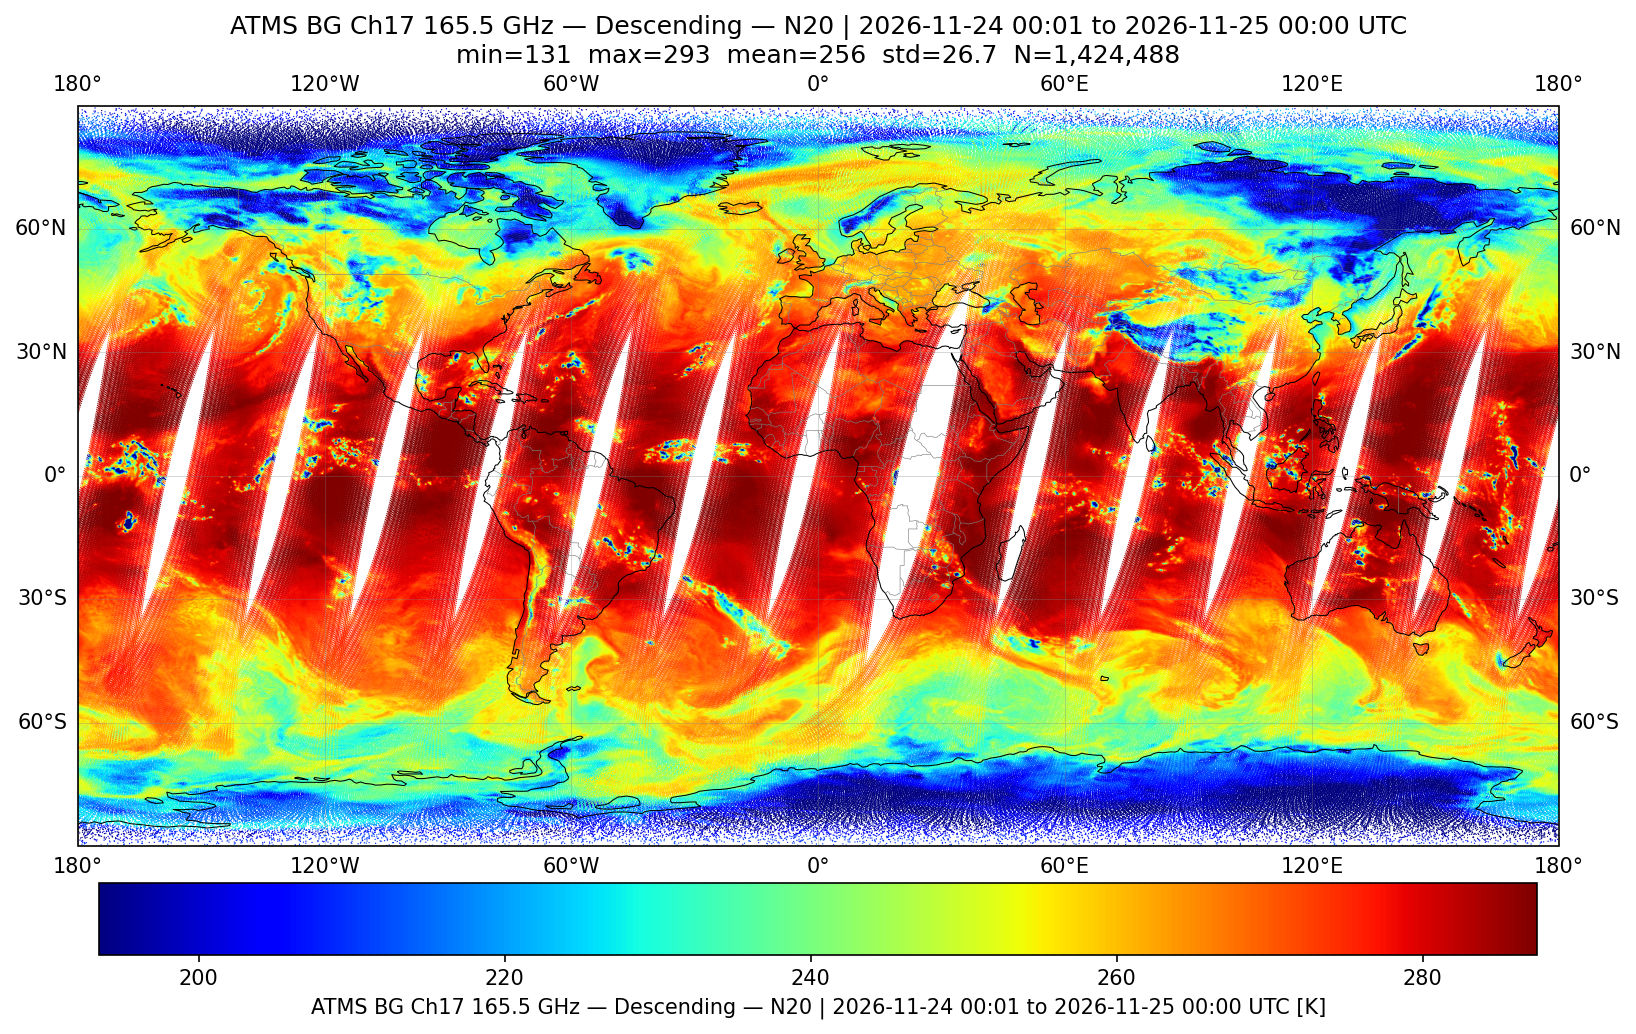 ATMS BG Ch17 165.5 GHz — Descending — N20 | 2026-11-24 00:01 to 2026-11-25 00:00 UTC
min=131 max=293 mean=256 std=26.7 N=1,424,488
180° 120°W 60°W 0° 60°E 120°E 180°
60°N 60°N
30°N 30°N
0° 0°
30°S 30°S
60°S 60°S
180° 120°W 60°W 0° 60°E 120°E 180°
200 220 240 260 280
ATMS BG Ch17 165.5 GHz — Descending — N20 | 2026-11-24 00:01 to 2026-11-25 00:00 UTC [K]